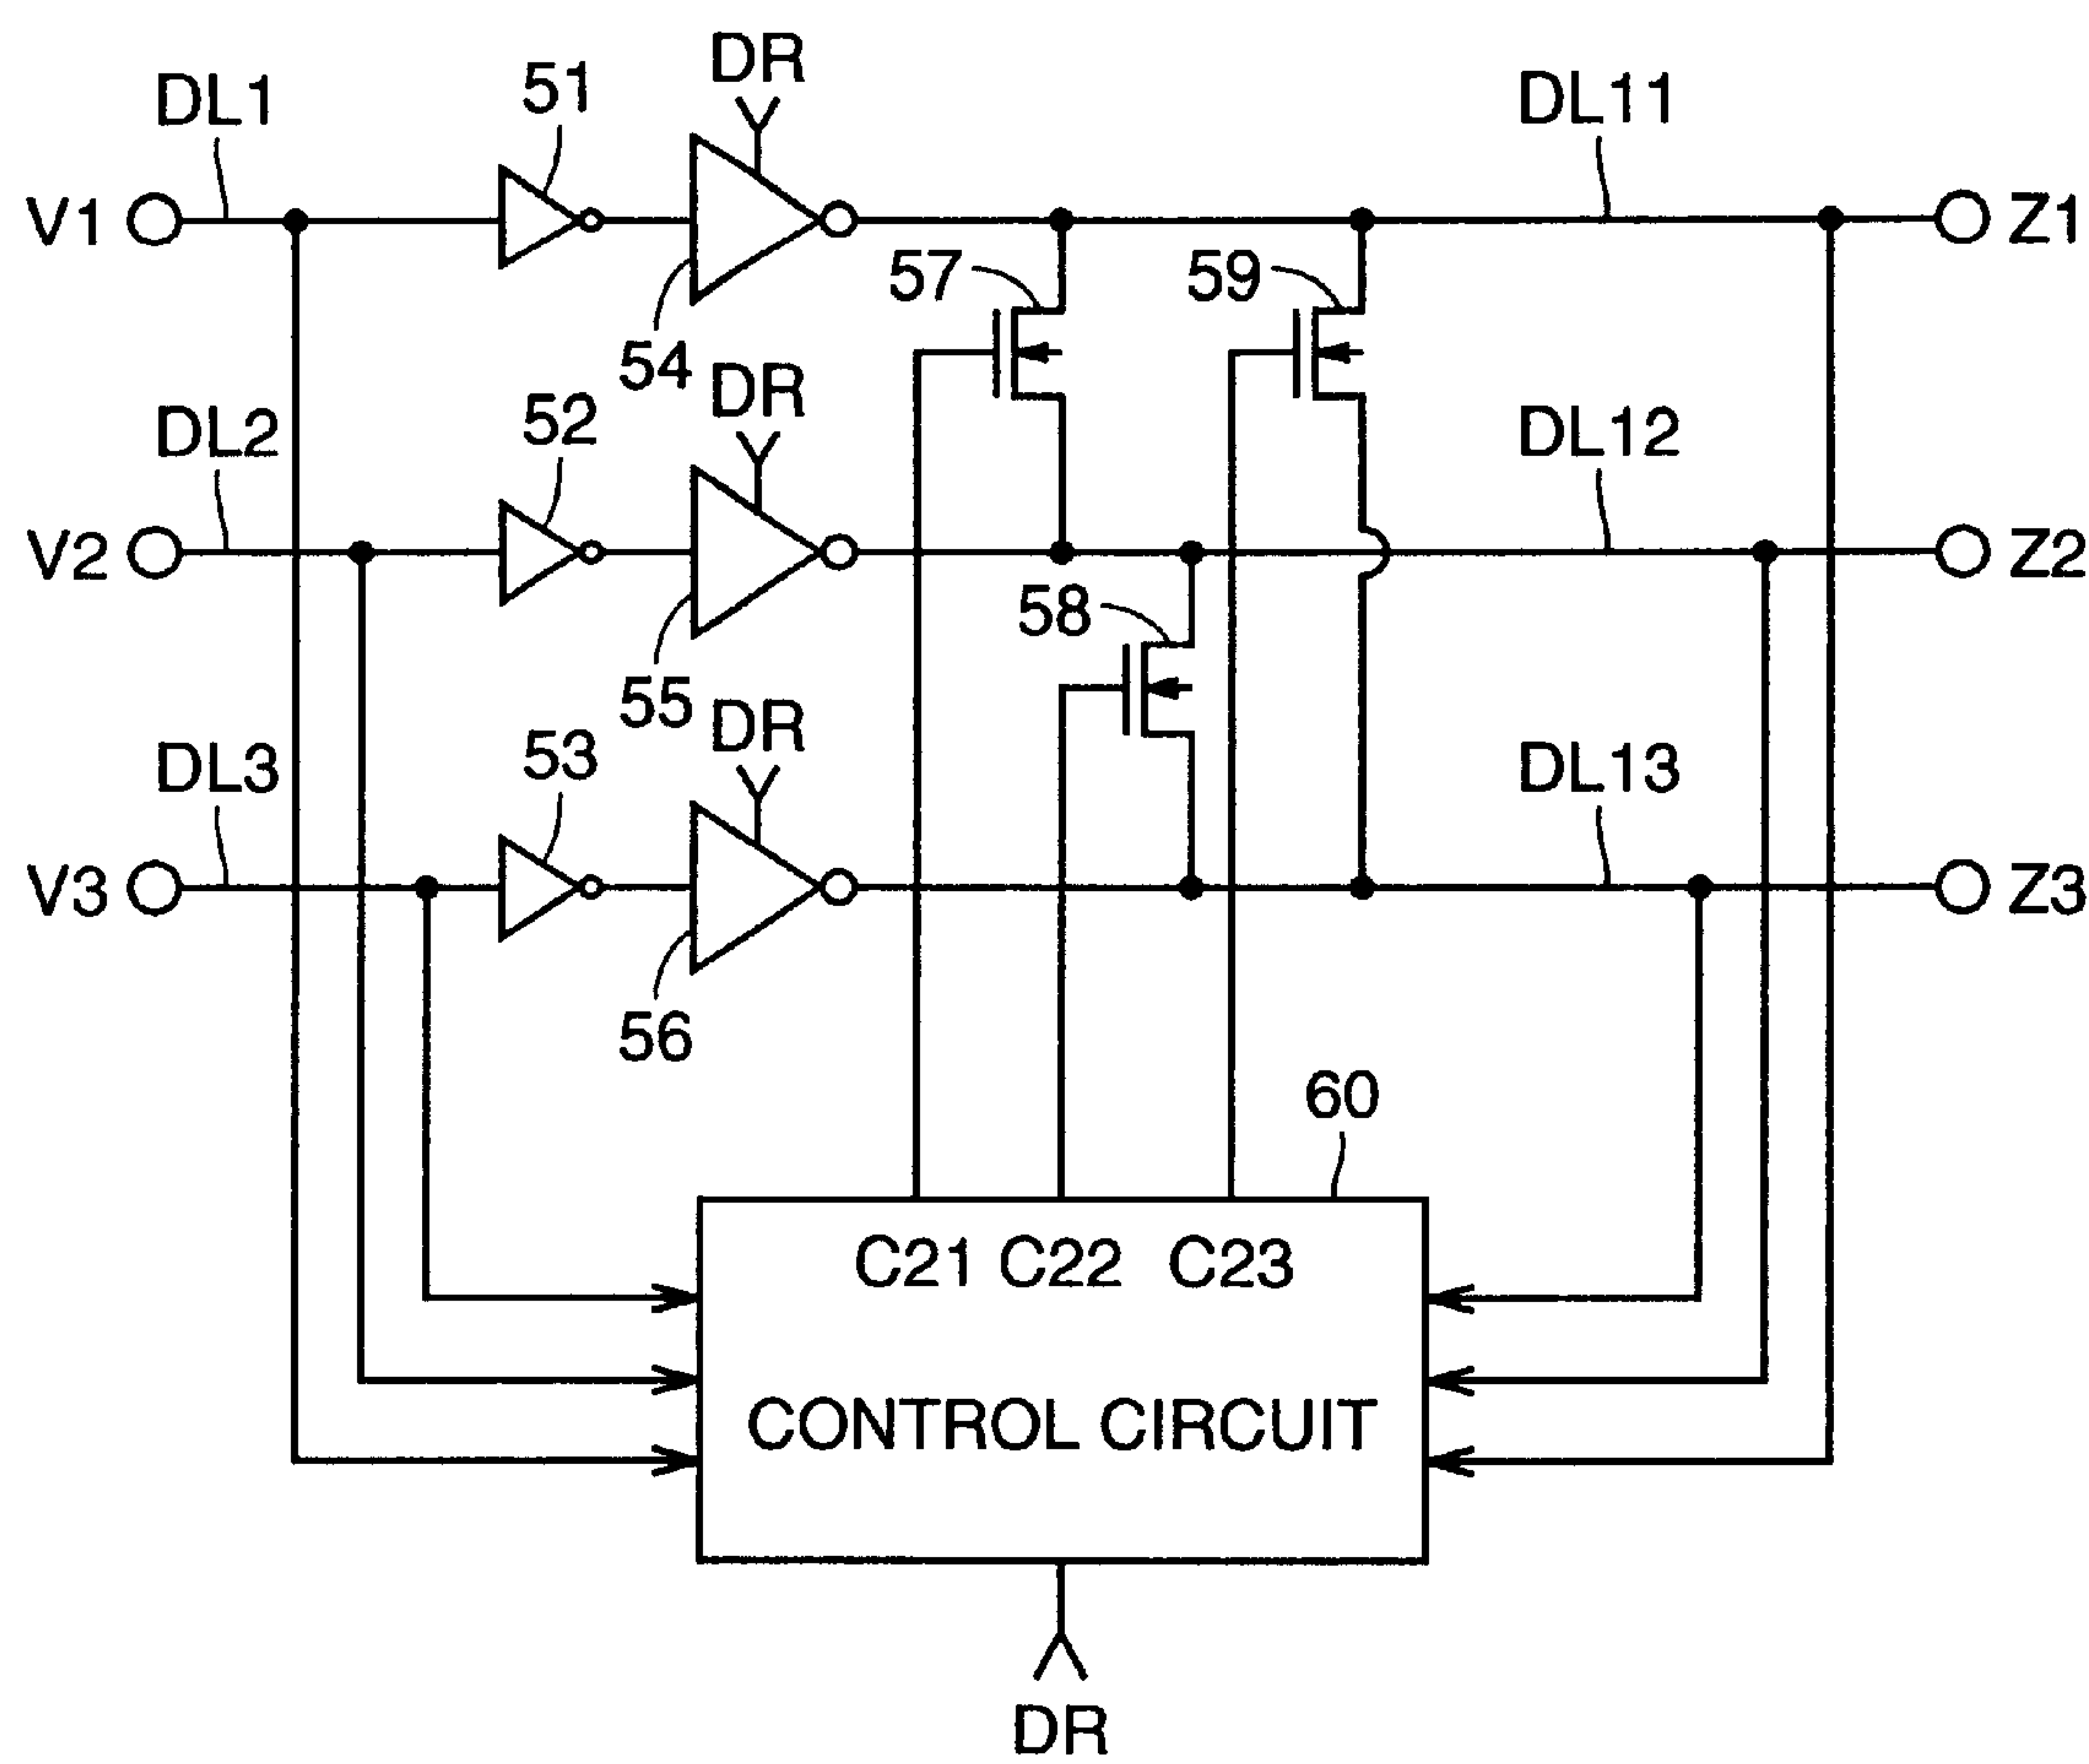 DR
DL1
51
DL11
V1
Z1
57
59
54
DR
DL2
52
DL12
V2
Z2
58
55
DR
DL3
53
DL13
V3
Z3
56
60
C21 C22 C23
CONTROL CIRCUIT
DR